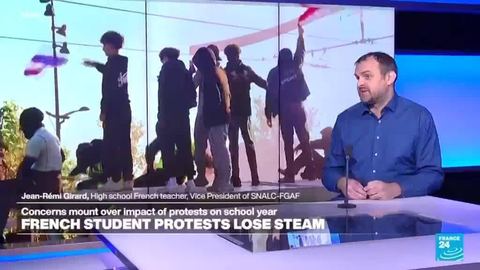 Jean-Rémi Girard, High school French teacher, Vice President of SNALC-FGAF
Concerns mount over impact of protests on school year
FRENCH STUDENT PROTESTS LOSE STEAM
FRANCE 24